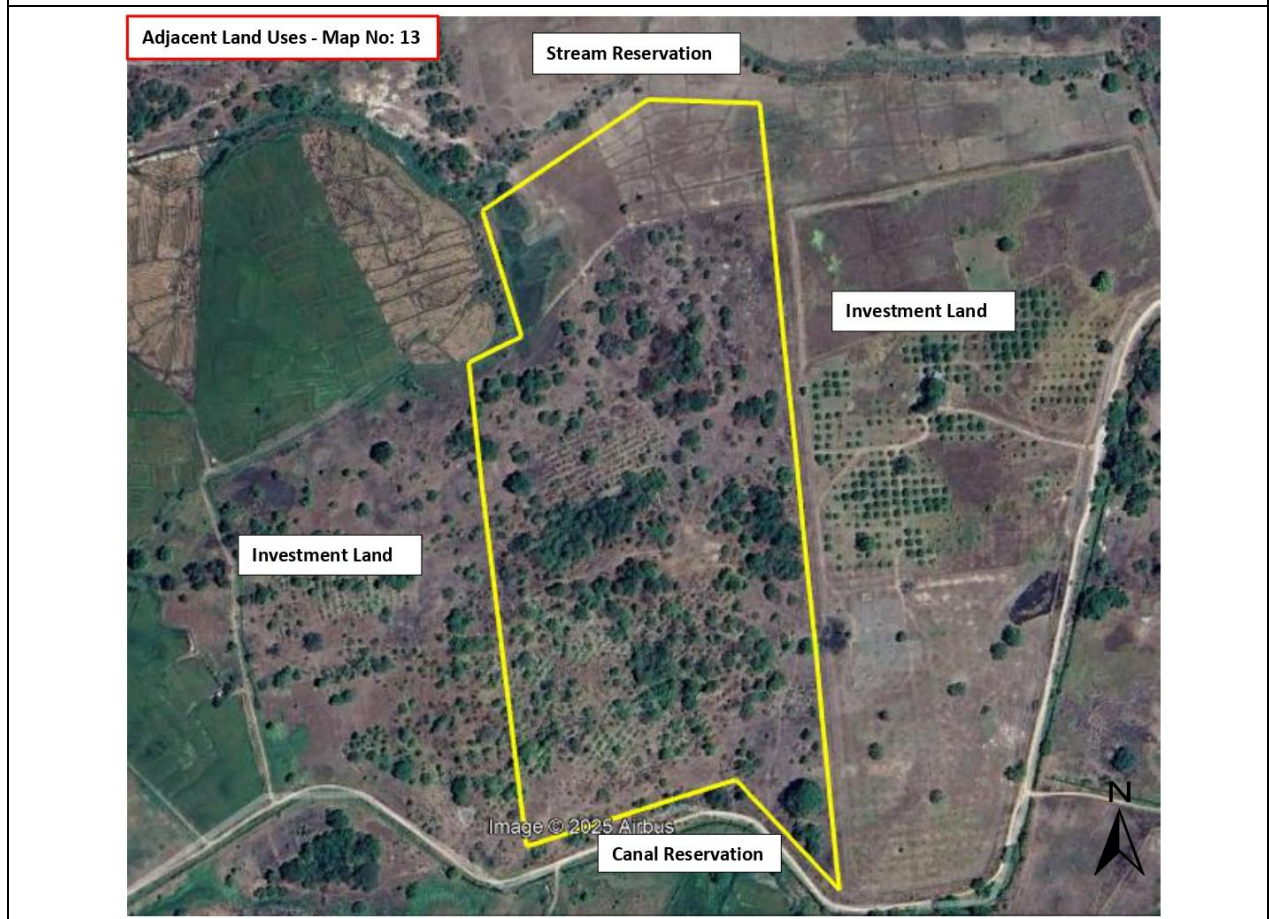 Adjacent Land Uses - Map No: 13
Stream Reservation
Investment Land
Investment Land
Image © 2025 Airbus
Canal Reservation
N